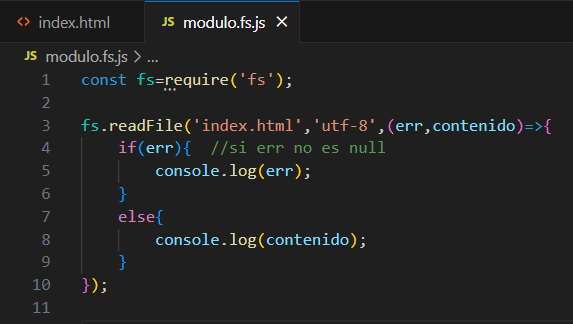 <> index.html JS modulo.fs.js ×
JS modulo.fs.js > ...
1 const fs=require('fs');
2
3 fs.readFile('index.html','utf-8',(err,contenido)=>{
4 if(err){ //si err no es null
5 console.log(err);
6 }
7 else{
8 console.log(contenido);
9 }
10 });
11